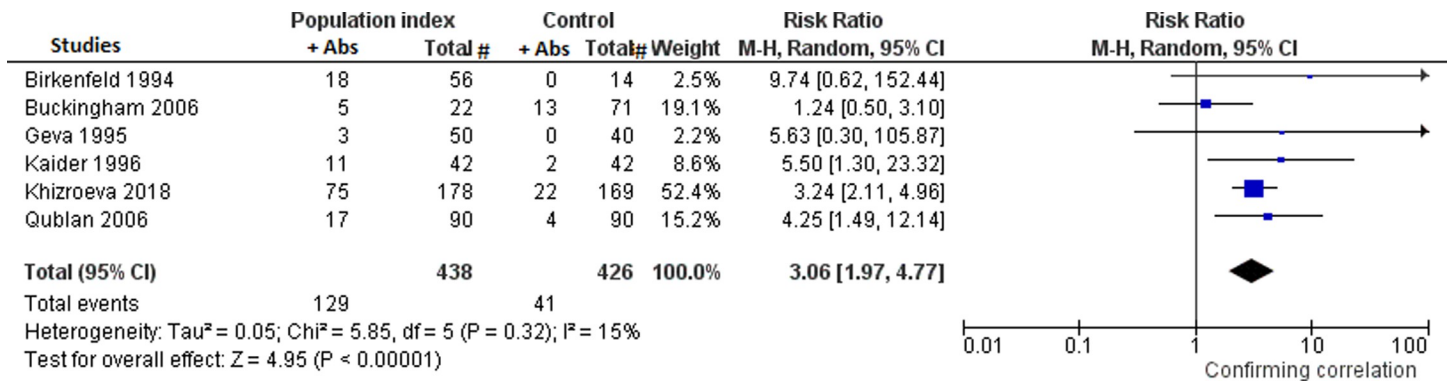 Population index Control Risk Ratio Risk Ratio
Studies + Abs Total # + Abs Total# Weight M-H, Random, 95% CI M-H, Random, 95% CI
Birkenfeld 1994 18 56 0 14 2.5% 9.74 [0.62, 152.44]
Buckingham 2006 5 22 13 71 19.1% 1.24 [0.50, 3.10]
Geva 1995 3 50 0 40 2.2% 5.63 [0.30, 105.87]
Kaider 1996 11 42 2 42 8.6% 5.50 [1.30, 23.32]
Khizroeva 2018 75 178 22 169 52.4% 3.24 [2.11, 4.96]
Qublan 2006 17 90 4 90 15.2% 4.25 [1.49, 12.14]
Total (95% CI) 438 426 100.0% 3.06 [1.97, 4.77]
Total events 129 41
Heterogeneity: Tau² = 0.05; Chi² = 5.85, df = 5 (P = 0.32); I² = 15%
Test for overall effect: Z = 4.95 (P < 0.00001)
0.01 0.1 1 10 100
Confirming correlation